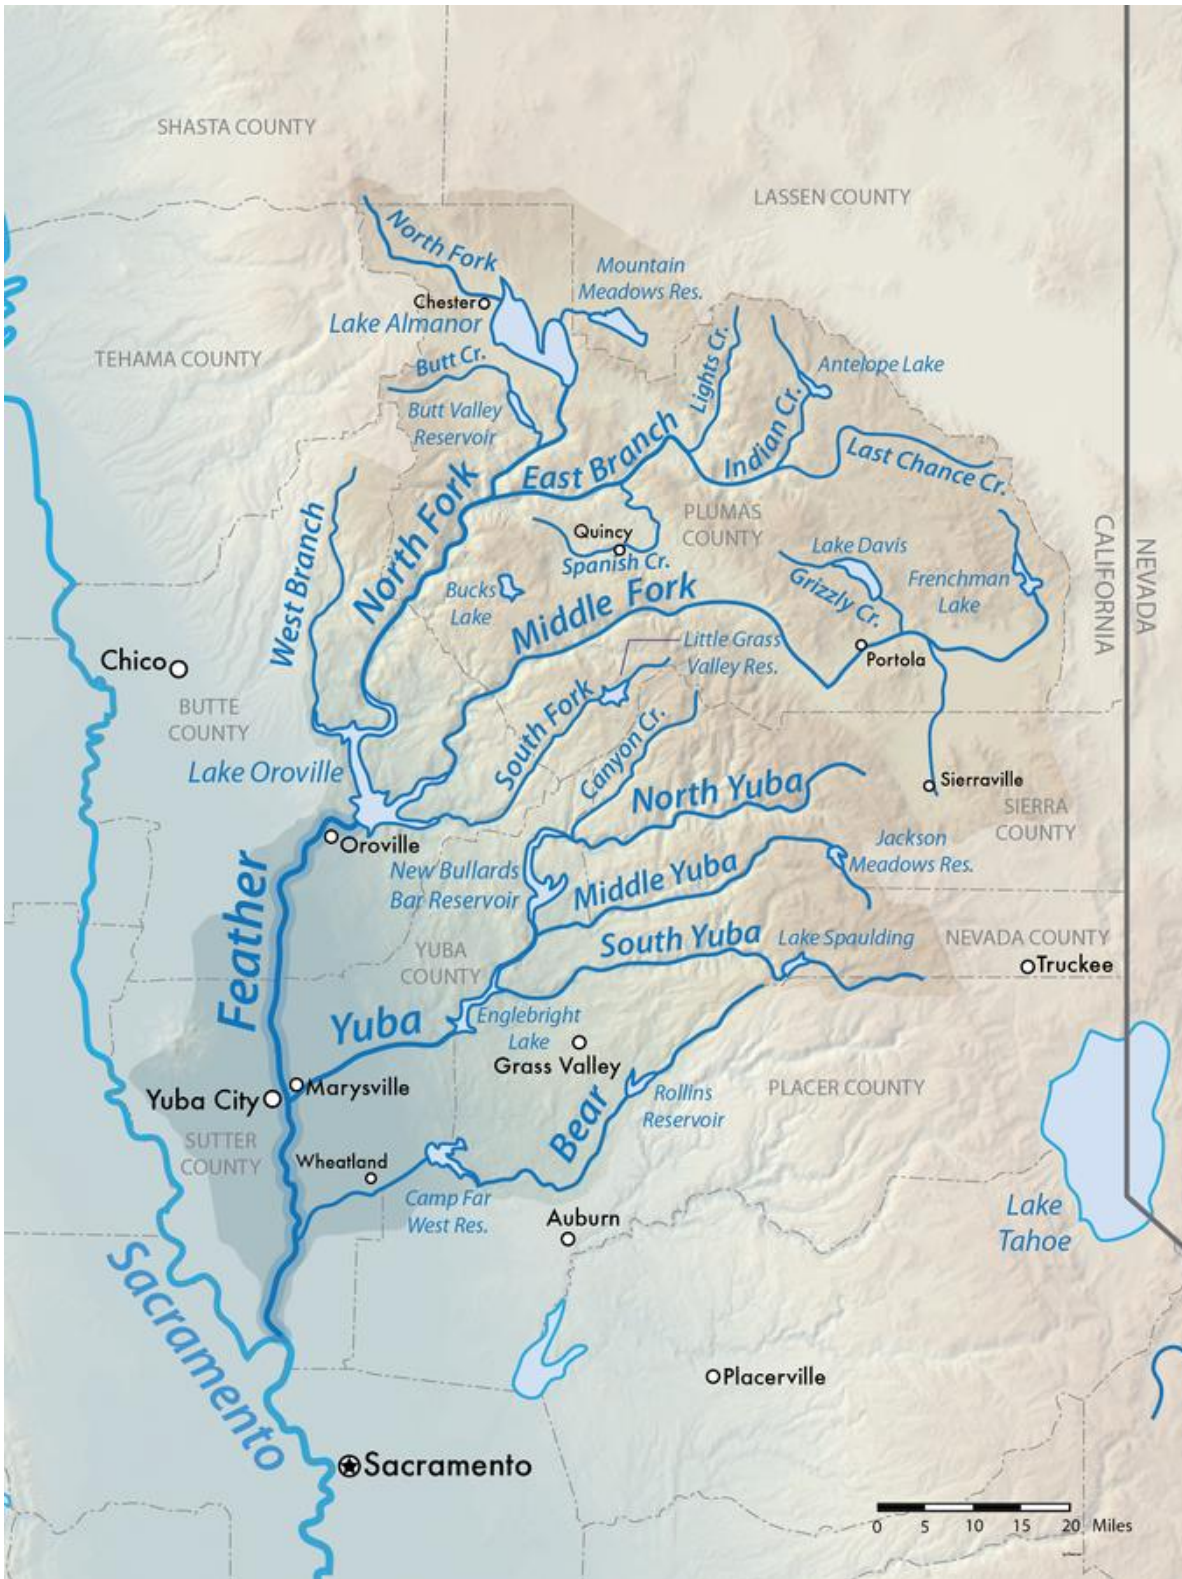 SHASTA COUNTY
LASSEN COUNTY
North Fork
Mountain
Meadows Res.
Chester
Lake Almanor
TEHAMA COUNTY
Butt Cr.
Lights Cr.
Antelope Lake
Butt Valley
Reservoir
Indian Cr.
East Branch
Last Chance Cr.
North Fork
West Branch
PLUMAS
COUNTY
Quincy
Spanish Cr.
Lake Davis
Grizzly Cr.
Frenchman
Lake
CALIFORNIA
NEVADA
Bucks
Lake
Middle Fork
Little Grass
Valley Res.
Portola
Chico
BUTTE
COUNTY
South Fork
Canyon Cr.
Lake Oroville
North Yuba
Sierraville
SIERRA
COUNTY
Oroville
Jackson
Meadows Res.
New Bullards
Bar Reservoir
Middle Yuba
Feather
YUBA
COUNTY
South Yuba
Lake Spaulding
NEVADA COUNTY
Truckee
Yuba
Englebright
Lake
Grass Valley
Marysville
Yuba City
Bear
Rollins
Reservoir
PLACER COUNTY
SUTTER
COUNTY
Wheatland
Camp Far
West Res.
Auburn
Lake
Tahoe
Sacramento
Placerville
Sacramento
0 5 10 15 20 Miles